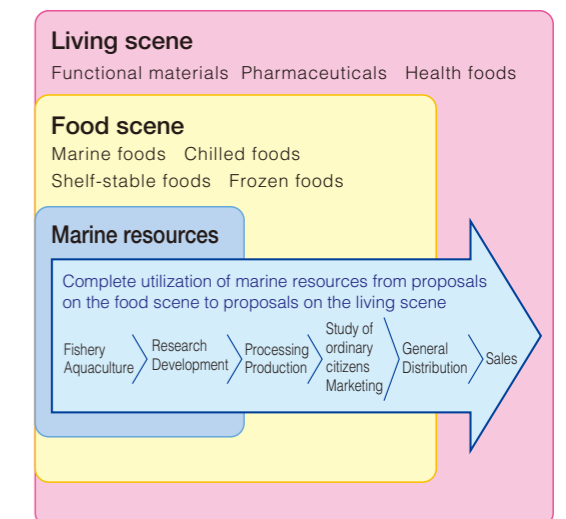 Living scene
Functional materials Pharmaceuticals Health foods
Food scene
Marine foods Chilled foods
Shelf-stable foods Frozen foods
Marine resources
Complete utilization of marine resources from proposals
on the food scene to proposals on the living scene
Fishery
Aquaculture
Research
Development
Processing
Production
Study of
ordinary
citizens
Marketing
General
Distribution
Sales